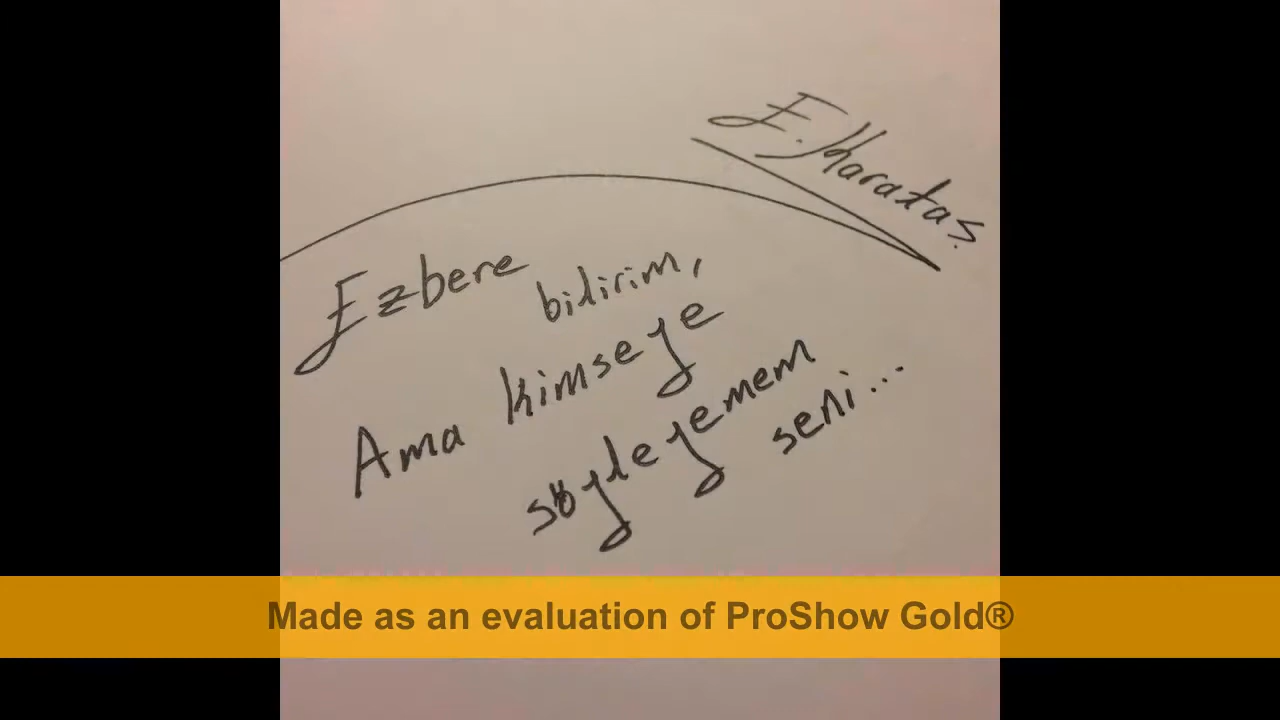 E. Karataş.
Ezbere bilirim,
Ama kimseye
söyleyemem seni...
Made as an evaluation of ProShow Gold®